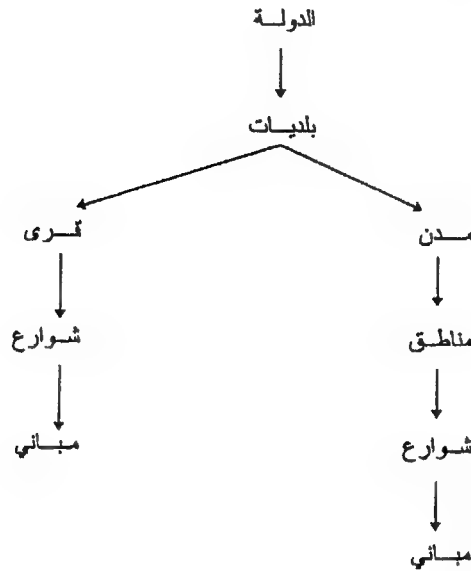 الدولة
بلديات
مدن
قرى
مناطق
شوارع
شوارع
مباني
مباني